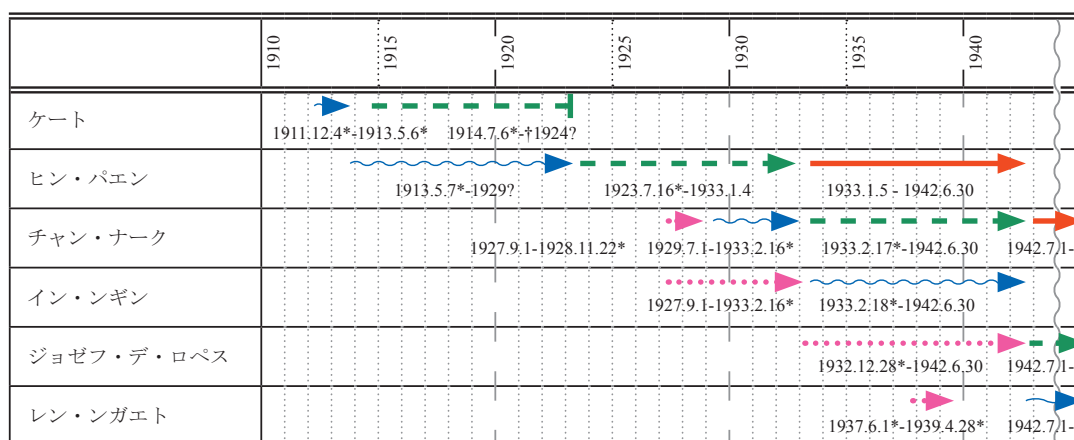 1910 1915 1920 1925 1930 1935 1940
ケート
1911.12.4*-1913.5.6* 1914.7.6*-†1924?
ヒン・パエン
1913.5.7*-1929? 1923.7.16*-1933.1.4 1933.1.5 - 1942.6.30
チャン・ナーク
1927.9.1-1928.11.22* 1929.7.1-1933.2.16* 1933.2.17*-1942.6.30 1942.7.1-
イン・ンギン
1927.9.1-1933.2.16* 1933.2.18*-1942.6.30
ジョゼフ・デ・ロペス
1932.12.28*-1942.6.30 1942.7.1-
レン・ンガエト
1937.6.1*-1939.4.28* 1942.7.1-